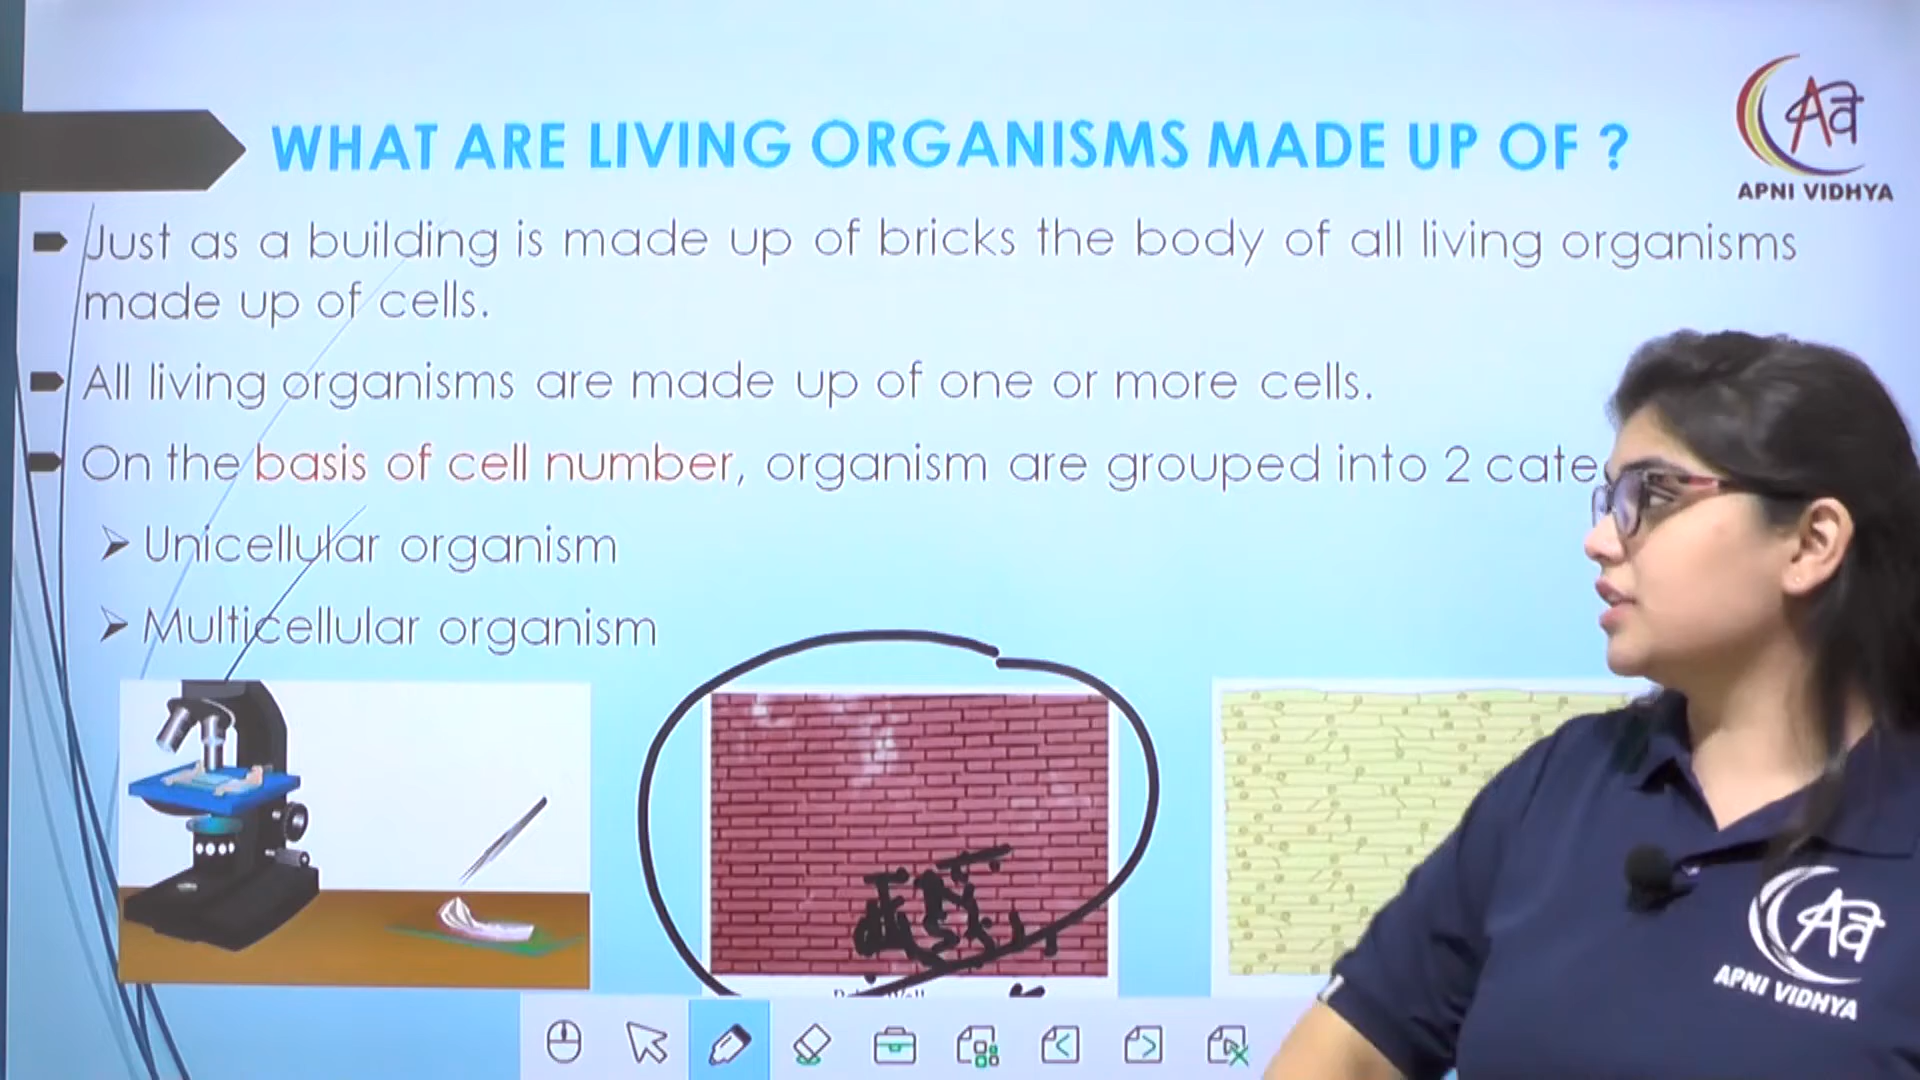 WHAT ARE LIVING ORGANISMS MADE UP OF ?
Aवि
APNI VIDHYA
Just as a building is made up of bricks the body of all living organisms
made up of cells.
All living organisms are made up of one or more cells.
On the basis of cell number, organism are grouped into 2 cate
Unicellular organism
Multicellular organism
APNI VIDHYA